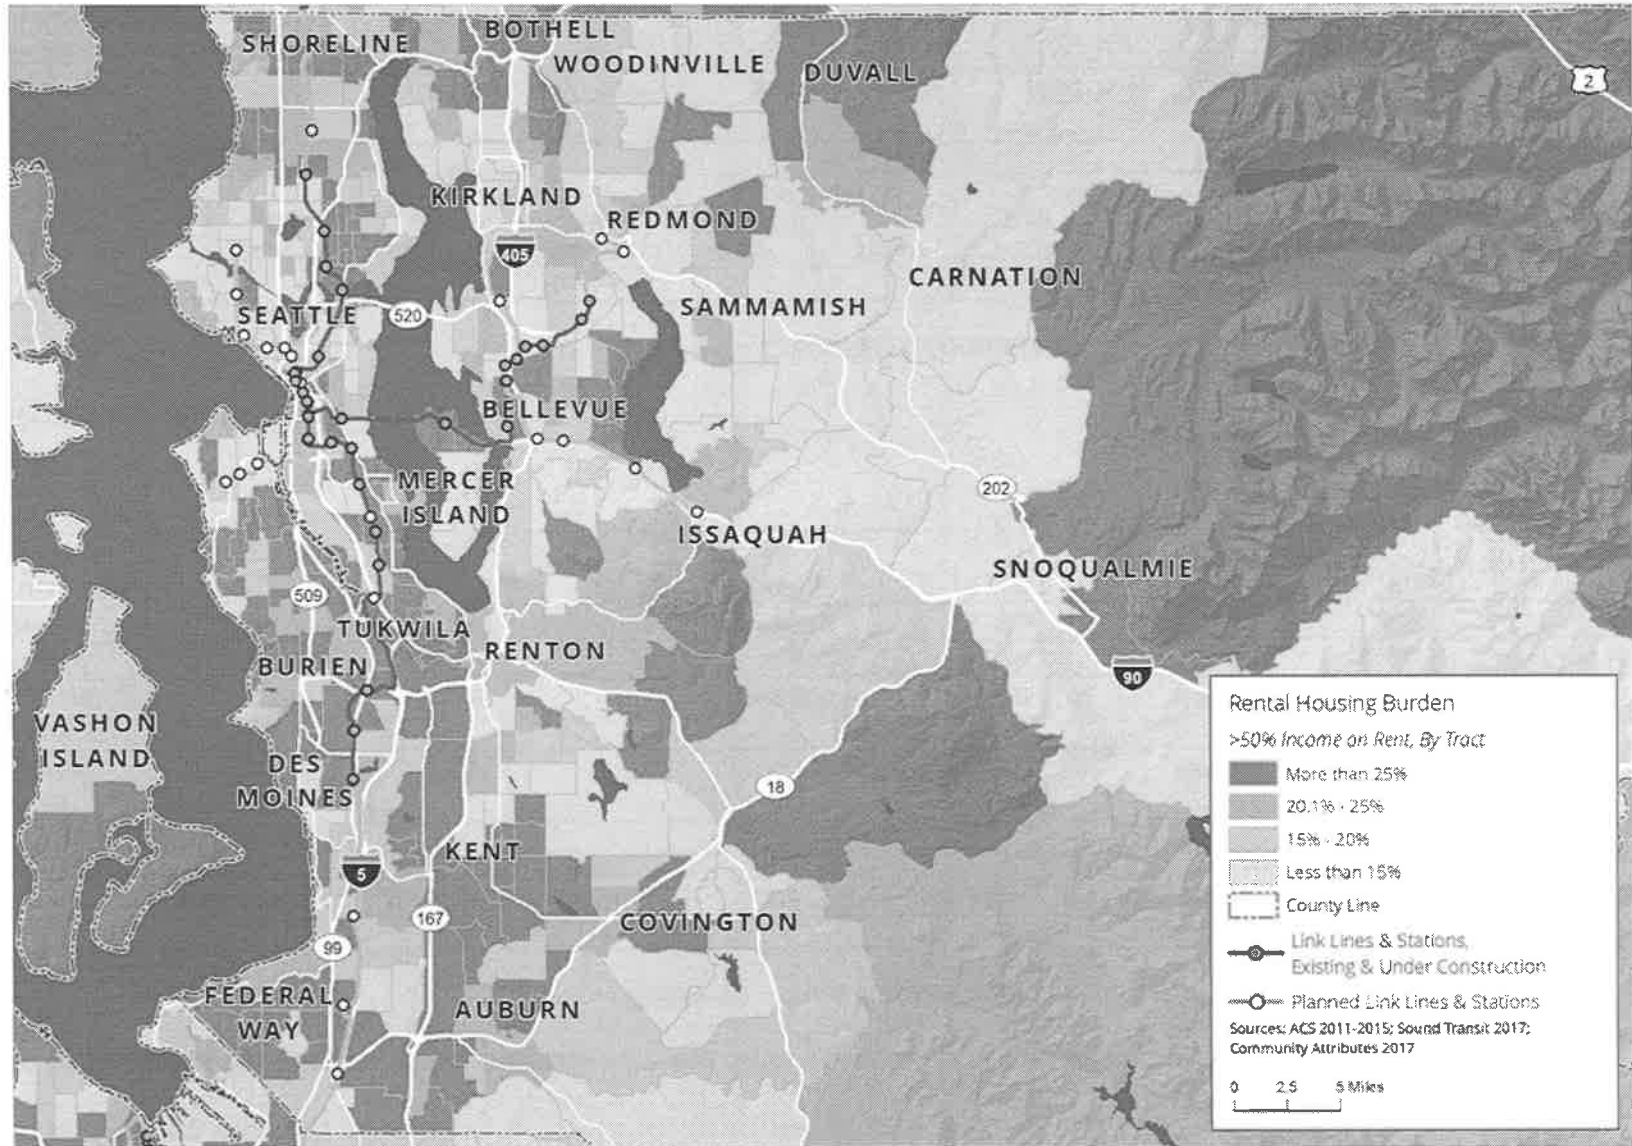 BOTHELL
SHORELINE
WOODINVILLE
DUVALL
2
KIRKLAND
REDMOND
405
CARNATION
SEATTLE
520
SAMMAMISH
BELLEVUE
MERCER
ISLAND
202
ISSAQUAH
SNOQUALMIE
509
TUKWILA
RENTON
BURIEN
90
VASHON
ISLAND
DES
MOINES
18
KENT
5
167
COVINGTON
99
FEDERAL
WAY
AUBURN
Rental Housing Burden
>50% Income on Rent, By Tract
More than 25%
20.1% - 25%
15% - 20%
Less than 15%
County Line
Link Lines & Stations,
Existing & Under Construction
Planned Link Lines & Stations
Sources: ACS 2011-2015; Sound Transit 2017;
Community Attributes 2017
0 2.5 5 Miles